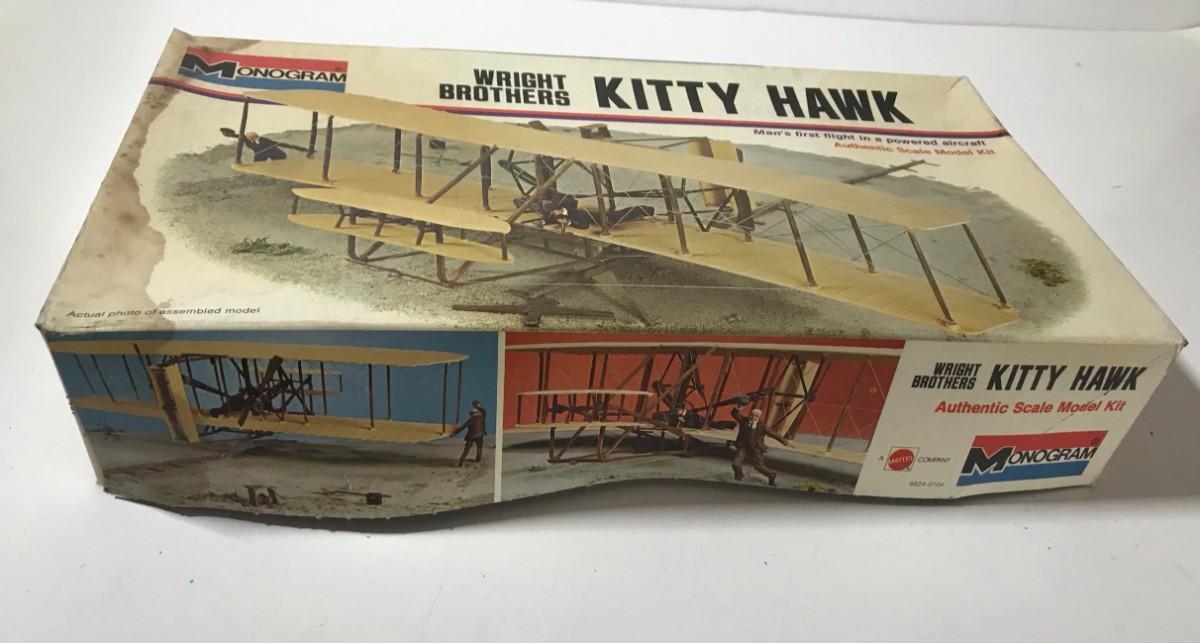 MONOGRAM®
WRIGHT
BROTHERS
KITTY HAWK
Man's first flight in a powered aircraft
Authentic Scale Model Kit
Actual photo of assembled model
WRIGHT
BROTHERS
KITTY HAWK
Authentic Scale Model Kit
A MATTEL COMPANY
6824-0104
MONOGRAM®